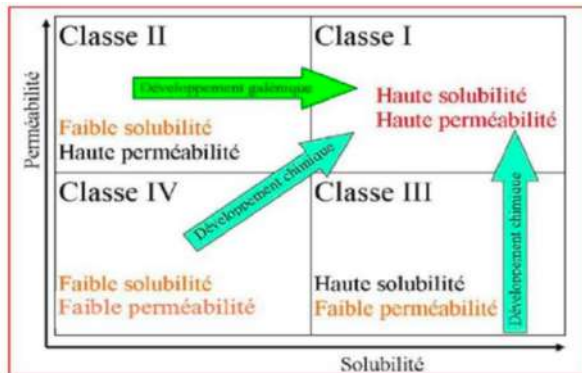 Classe II
Classe I
Développement galénique
Haute solubilité
Haute perméabilité
Faible solubilité
Haute perméabilité
Perméabilité
Développement chimique
Classe IV
Classe III
Développement chimique
Faible solubilité
Faible perméabilité
Haute solubilité
Faible perméabilité
Solubilité